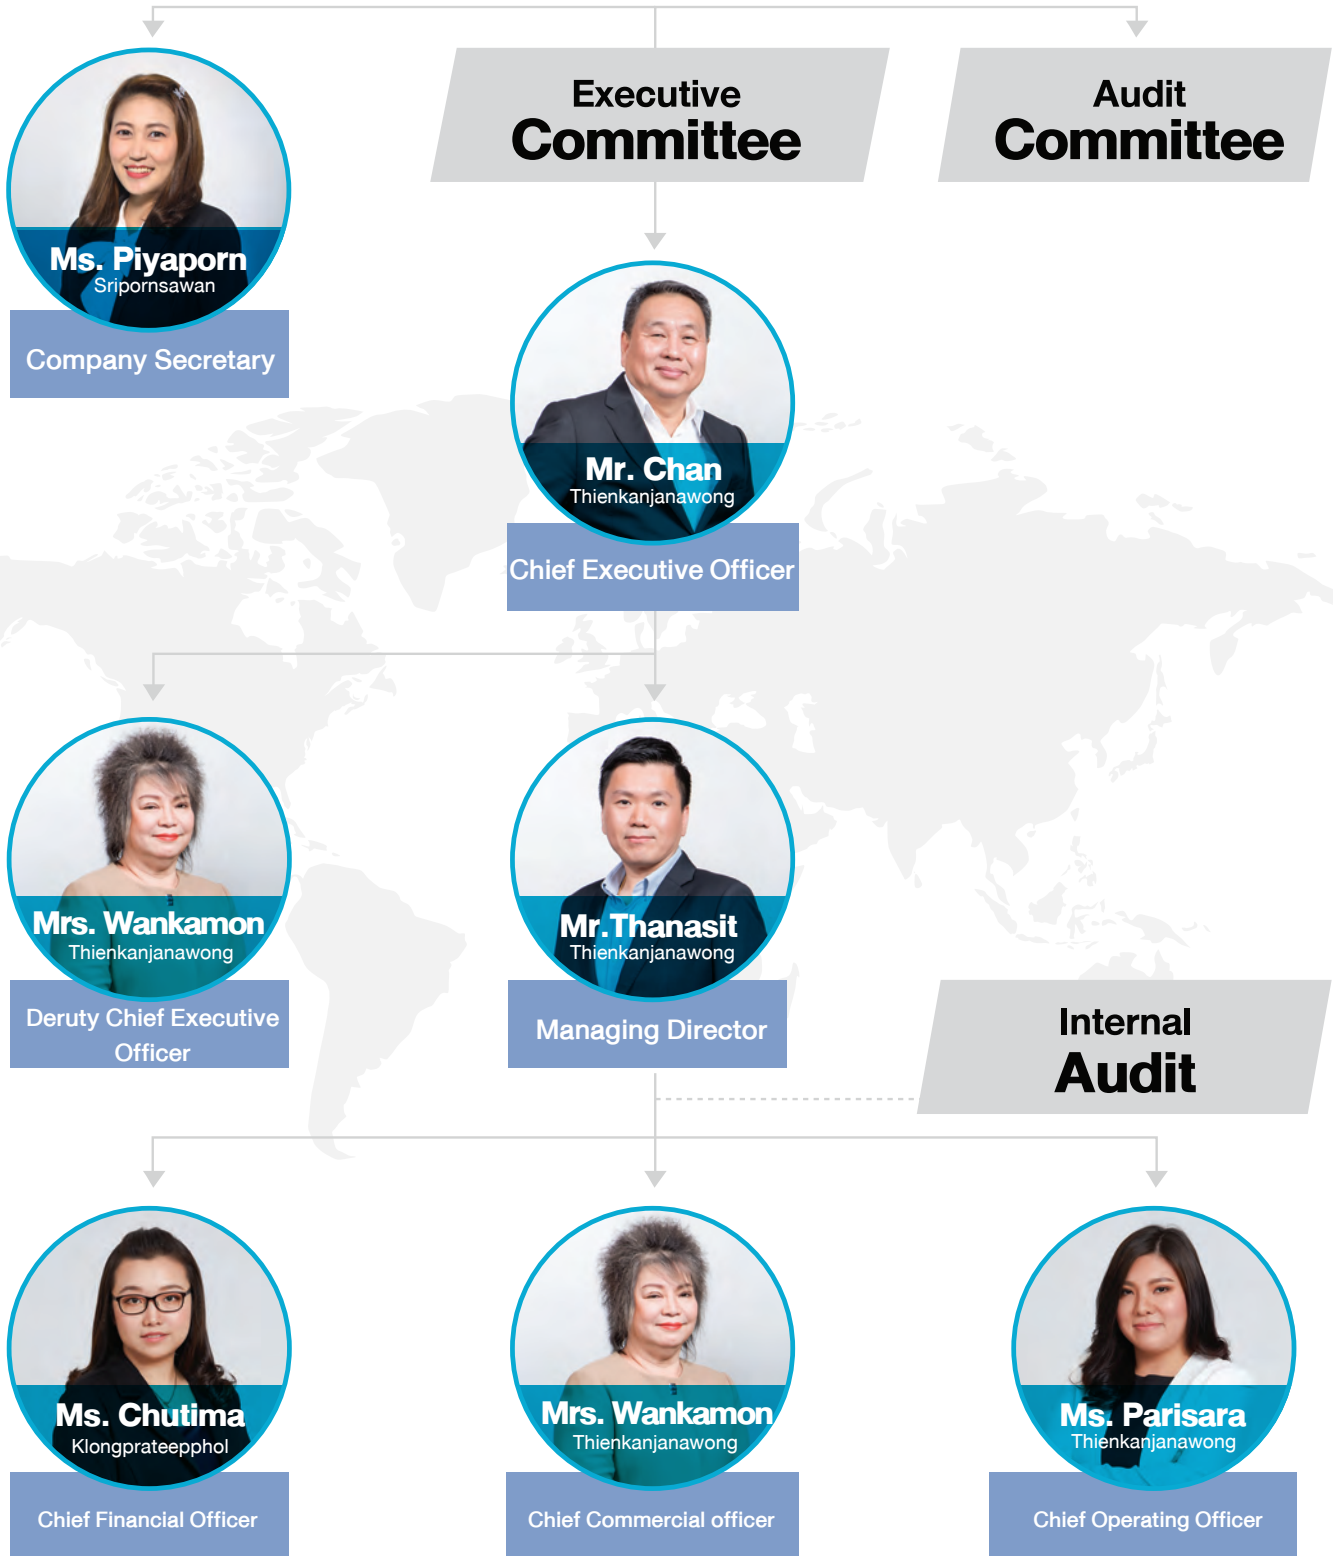 Executive
Committee
Audit
Committee
Ms. Piyaporn
Sripornsawan
Company Secretary
Mr. Chan
Thienkanjanawong
Chief Executive Officer
Mrs. Wankamon
Thienkanjanawong
Deruty Chief Executive
Officer
Mr.Thanasit
Thienkanjanawong
Managing Director
Internal
Audit
Ms. Chutima
Klongprateepphol
Chief Financial Officer
Mrs. Wankamon
Thienkanjanawong
Chief Commercial officer
Ms. Parisara
Thienkanjanawong
Chief Operating Officer